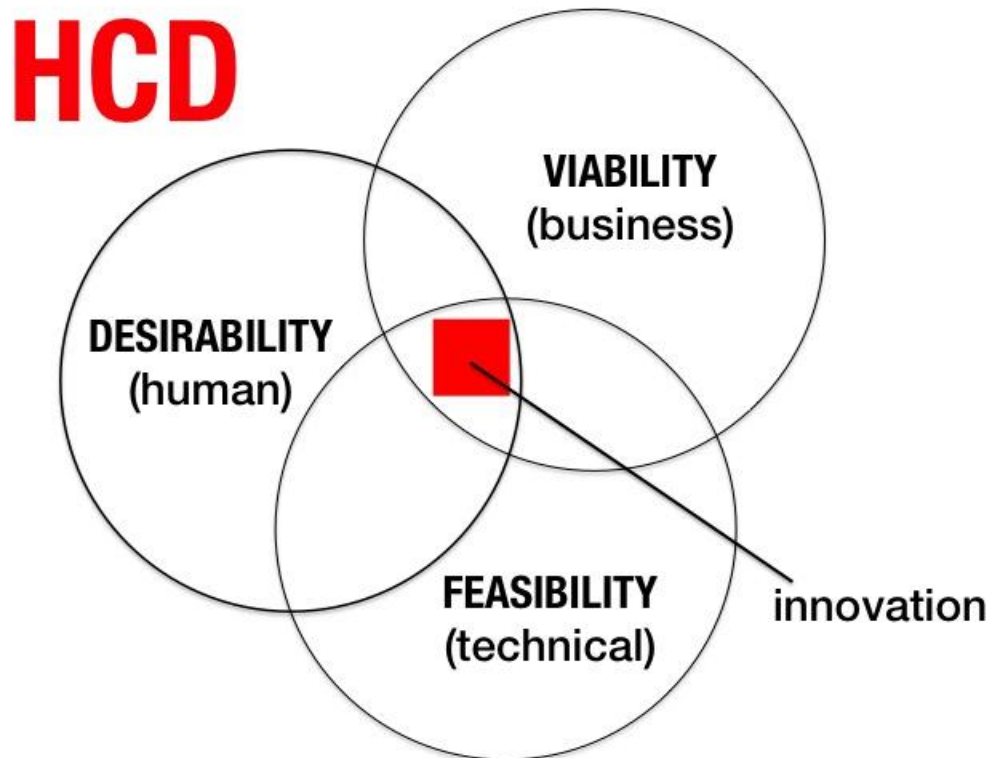 HCD
VIABILITY
(business)
DESIRABILITY
(human)
FEASIBILITY
(technical)
innovation